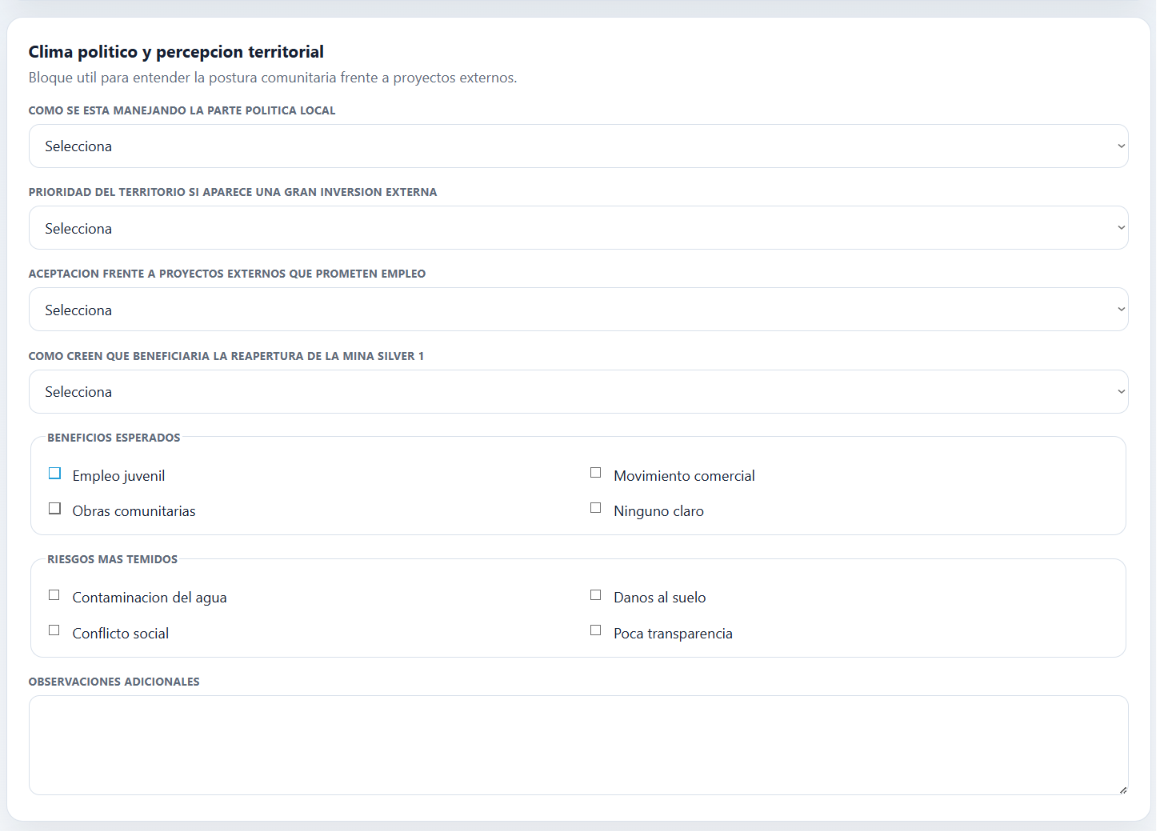 Clima politico y percepcion territorial
Bloque util para entender la postura comunitaria frente a proyectos externos.
COMO SE ESTA MANEJANDO LA PARTE POLITICA LOCAL
Selecciona
PRIORIDAD DEL TERRITORIO SI APARECE UNA GRAN INVERSION EXTERNA
Selecciona
ACEPTACION FRENTE A PROYECTOS EXTERNOS QUE PROMETEN EMPLEO
Selecciona
COMO CREEN QUE BENEFICIARIA LA REAPERTURA DE LA MINA SILVER 1
Selecciona
BENEFICIOS ESPERADOS
Empleo juvenil
Movimiento comercial
Obras comunitarias
Ninguno claro
RIESGOS MAS TEMIDOS
Contaminacion del agua
Danos al suelo
Conflicto social
Poca transparencia
OBSERVACIONES ADICIONALES